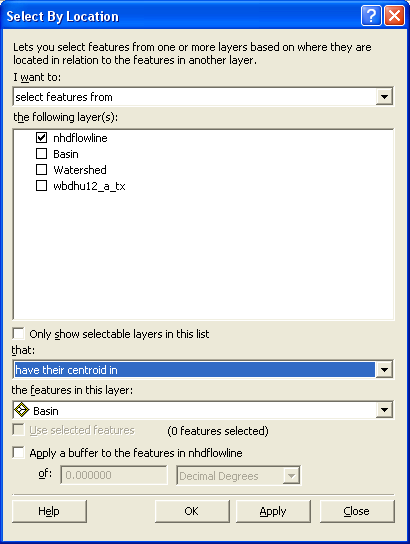 Select By Location
Lets you select features from one or more layers based on where they are
located in relation to the features in another layer.
I want to:
select features from
the following layer(s):
nhdflowline
Basin
Watershed
wbdhu12_a_tx
Only show selectable layers in this list
that:
have their centroid in
the features in this layer:
Basin
Use selected features (0 features selected)
Apply a buffer to the features in nhdflowline
of: 0.000000 Decimal Degrees
Help OK Apply Close